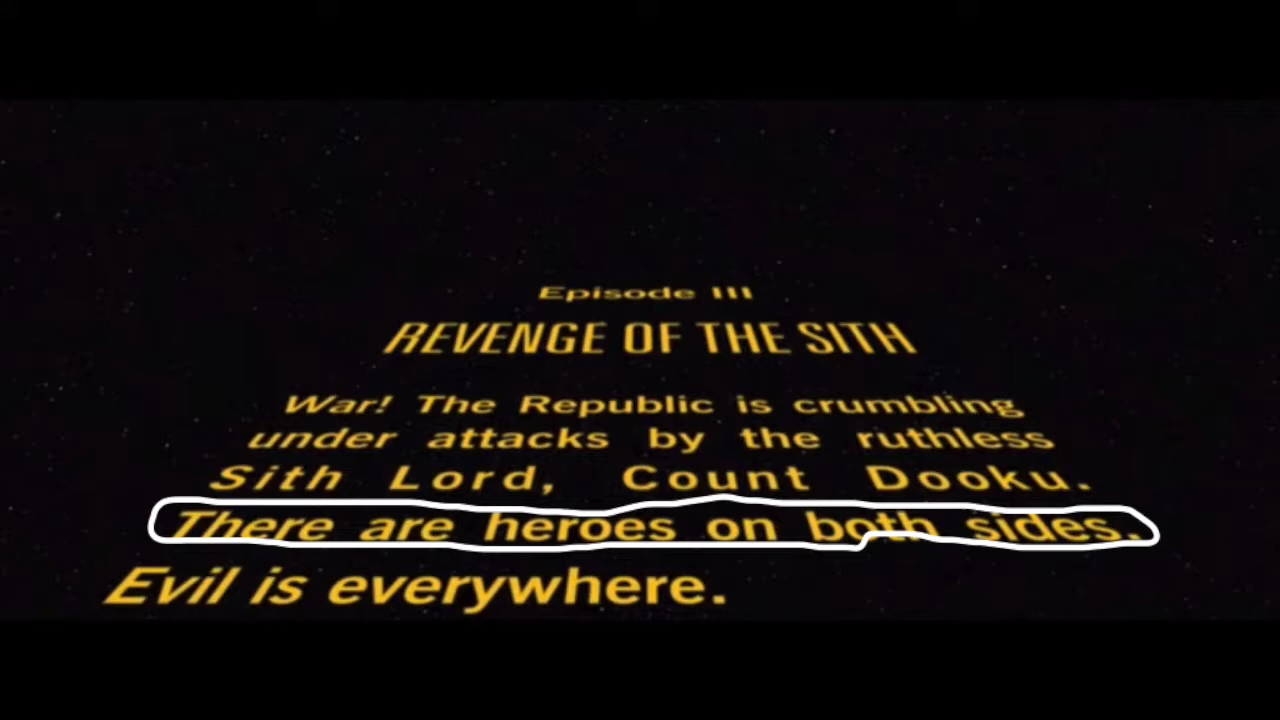 Episode III
REVENGE OF THE SITH
War! The Republic is crumbling
under attacks by the ruthless
Sith Lord, Count Dooku.
There are heroes on both sides.
Evil is everywhere.